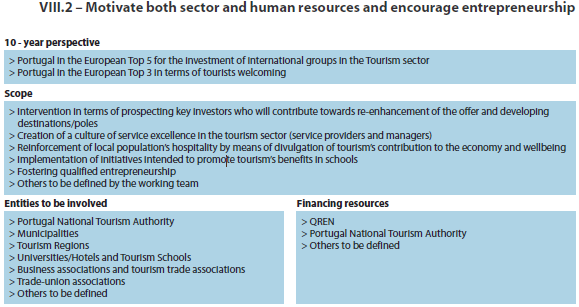 VIII.2 – Motivate both sector and human resources and encourage entrepreneurship
10 - year perspective
> Portugal in the European Top 5 for the investment of international groups in the Tourism sector
> Portugal in the European Top 3 in terms of tourists welcoming
Scope
> Intervention in terms of prospecting key investors who will contribute towards re-enhancement of the offer and developing
destinations/poles
> Creation of a culture of service excellence in the tourism sector (service providers and managers)
> Reinforcement of local population's hospitality by means of divulgation of tourism's contribution to the economy and wellbeing
> Implementation of initiatives intended to promote tourism's benefits in schools
> Fostering qualified entrepreneurship
> Others to be defined by the working team
Entities to be involved
> Portugal National Tourism Authority
> Municipalities
> Tourism Regions
> Universities/Hotels and Tourism Schools
> Business associations and tourism trade associations
> Trade-union associations
> Others to be defined
Financing resources
> QREN
> Portugal National Tourism Authority
> Others to be defined